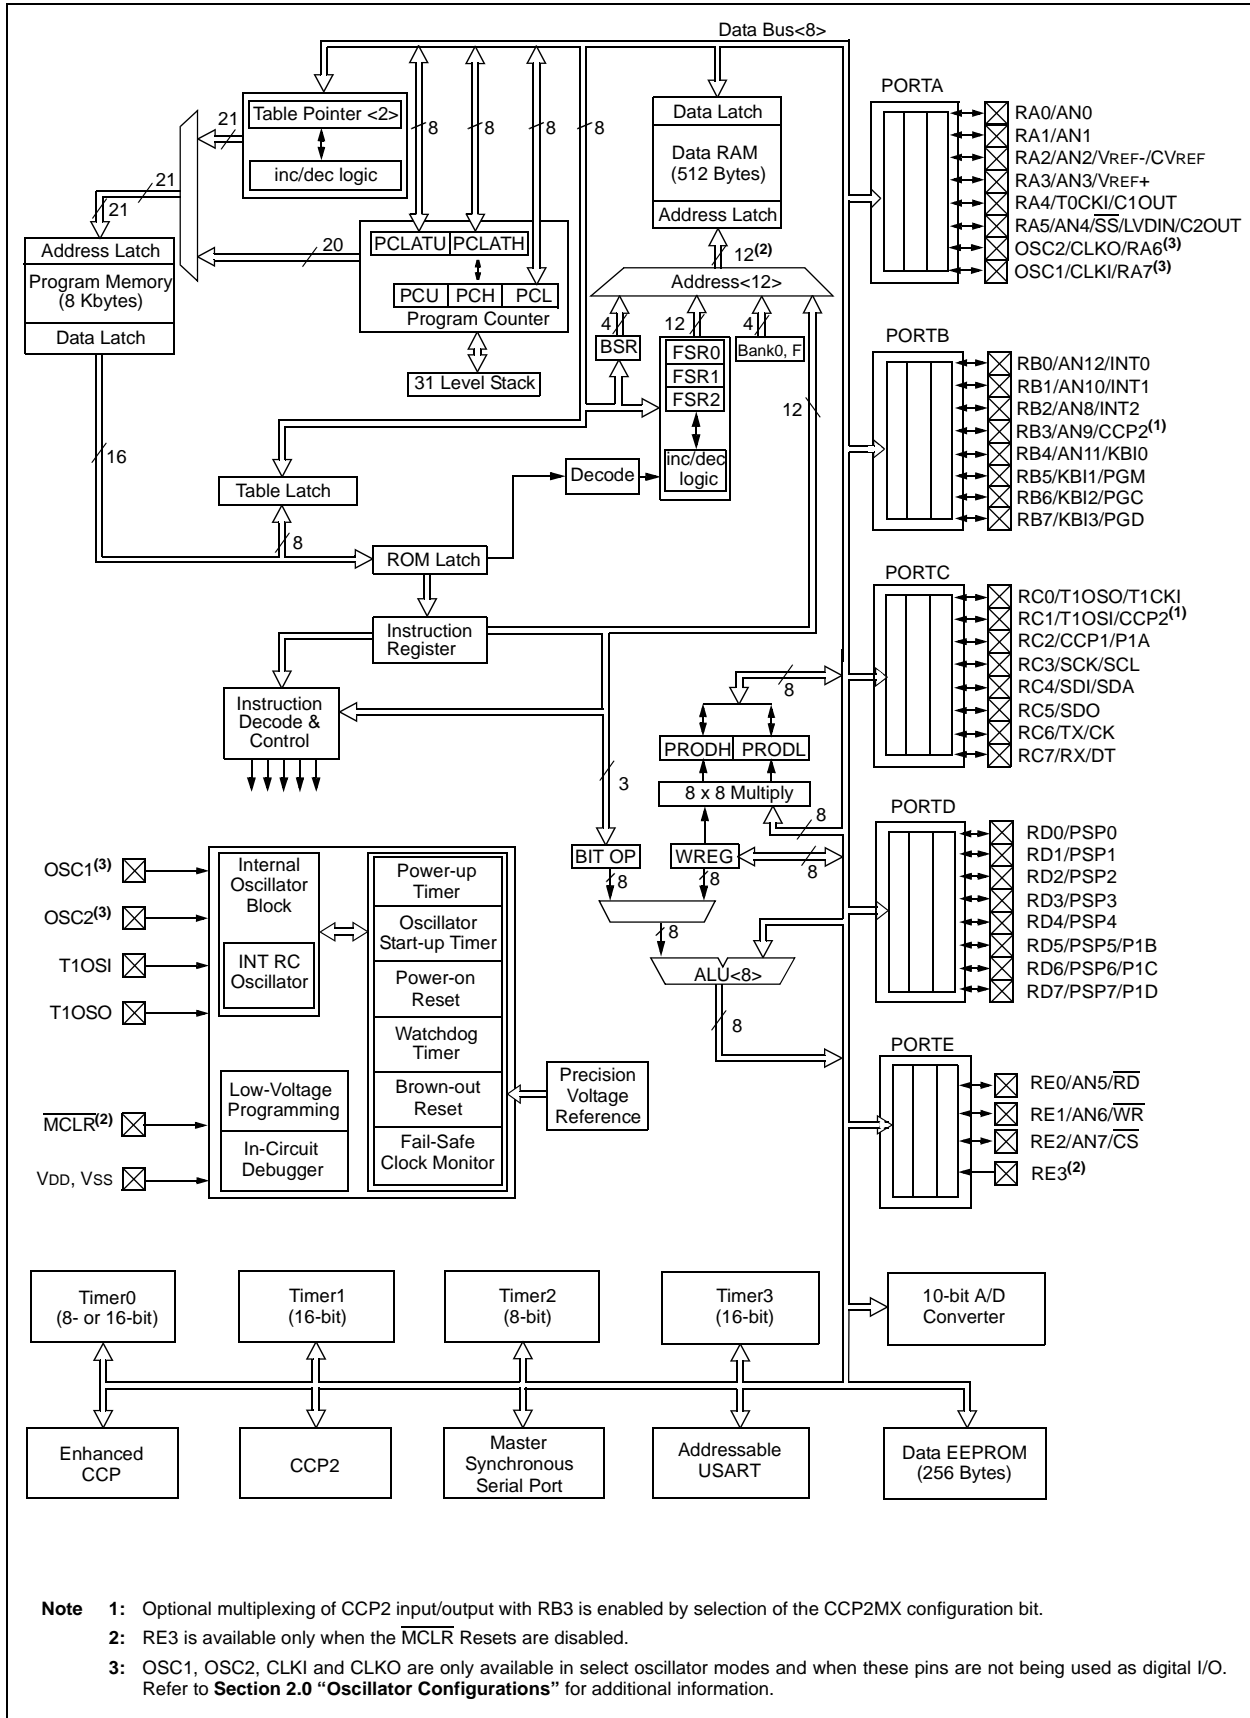 Data Bus<8>
Table Pointer <2>
inc/dec logic
21
8
8
8
8
21
21
Address Latch
Program Memory
(8 Kbytes)
Data Latch
16
20
PCLATU PCLATH
PCU PCH PCL
Program Counter
31 Level Stack
Data Latch
Data RAM
(512 Bytes)
Address Latch
12(2)
Address<12>
4
12
4
BSR
FSR0
FSR1
FSR2
inc/dec
logic
Bank0, F
12
Decode
Table Latch
8
ROM Latch
Instruction
Register
Instruction
Decode &
Control
8
PRODH PRODL
8 x 8 Multiply
3
8
BIT OP
WREG
8
8
8
8
ALU<8>
8
PORTA
RA0/AN0
RA1/AN1
RA2/AN2/VREF-/CVREF
RA3/AN3/VREF+
RA4/T0CKI/C1OUT
RA5/AN4/SS/LVDIN/C2OUT
OSC2/CLKO/RA6(3)
OSC1/CLKI/RA7(3)
PORTB
RB0/AN12/INT0
RB1/AN10/INT1
RB2/AN8/INT2
RB3/AN9/CCP2(1)
RB4/AN11/KBI0
RB5/KBI1/PGM
RB6/KBI2/PGC
RB7/KBI3/PGD
PORTC
RC0/T1OSO/T1CKI
RC1/T1OSI/CCP2(1)
RC2/CCP1/P1A
RC3/SCK/SCL
RC4/SDI/SDA
RC5/SDO
RC6/TX/CK
RC7/RX/DT
PORTD
RD0/PSP0
RD1/PSP1
RD2/PSP2
RD3/PSP3
RD4/PSP4
RD5/PSP5/P1B
RD6/PSP6/P1C
RD7/PSP7/P1D
PORTE
RE0/AN5/RD
RE1/AN6/WR
RE2/AN7/CS
RE3(2)
OSC1(3)
OSC2(3)
T1OSI
T1OSO
MCLR(2)
VDD, VSS
Internal
Oscillator
Block
INT RC
Oscillator
Low-Voltage
Programming
In-Circuit
Debugger
Power-up
Timer
Oscillator
Start-up Timer
Power-on
Reset
Watchdog
Timer
Brown-out
Reset
Fail-Safe
Clock Monitor
Precision
Voltage
Reference
Timer0
(8- or 16-bit)
Timer1
(16-bit)
Timer2
(8-bit)
Timer3
(16-bit)
10-bit A/D
Converter
Enhanced
CCP
CCP2
Master
Synchronous
Serial Port
Addressable
USART
Data EEPROM
(256 Bytes)
Note 1: Optional multiplexing of CCP2 input/output with RB3 is enabled by selection of the CCP2MX configuration bit.
2: RE3 is available only when the MCLR Resets are disabled.
3: OSC1, OSC2, CLKI and CLKO are only available in select oscillator modes and when these pins are not being used as digital I/O.
Refer to Section 2.0 “Oscillator Configurations” for additional information.